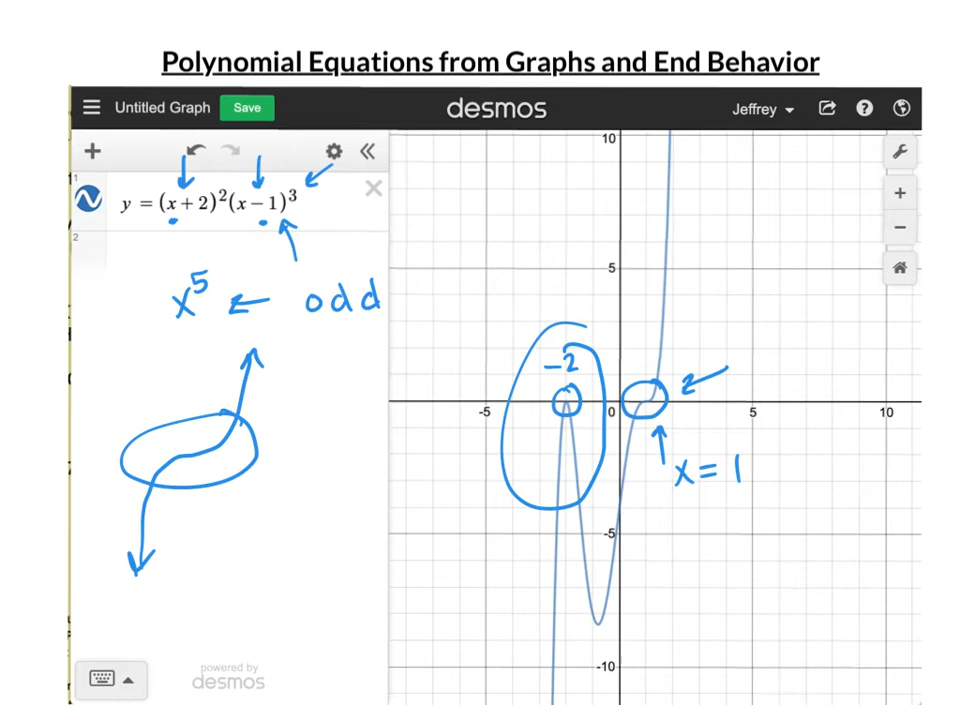 Polynomial Equations from Graphs and End Behavior
Untitled Graph Save desmos Jeffrey
1
y = (x + 2)²(x − 1)³
2
x⁵ ← odd
10
5
-2
-5 0 5 10
x = 1
-5
-10
powered by
desmos